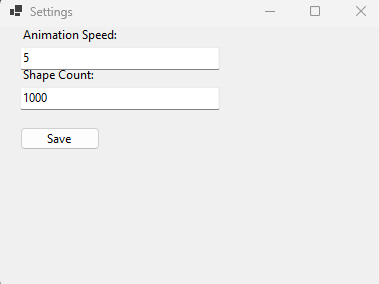 Settings
Animation Speed:
5
Shape Count:
1000
Save